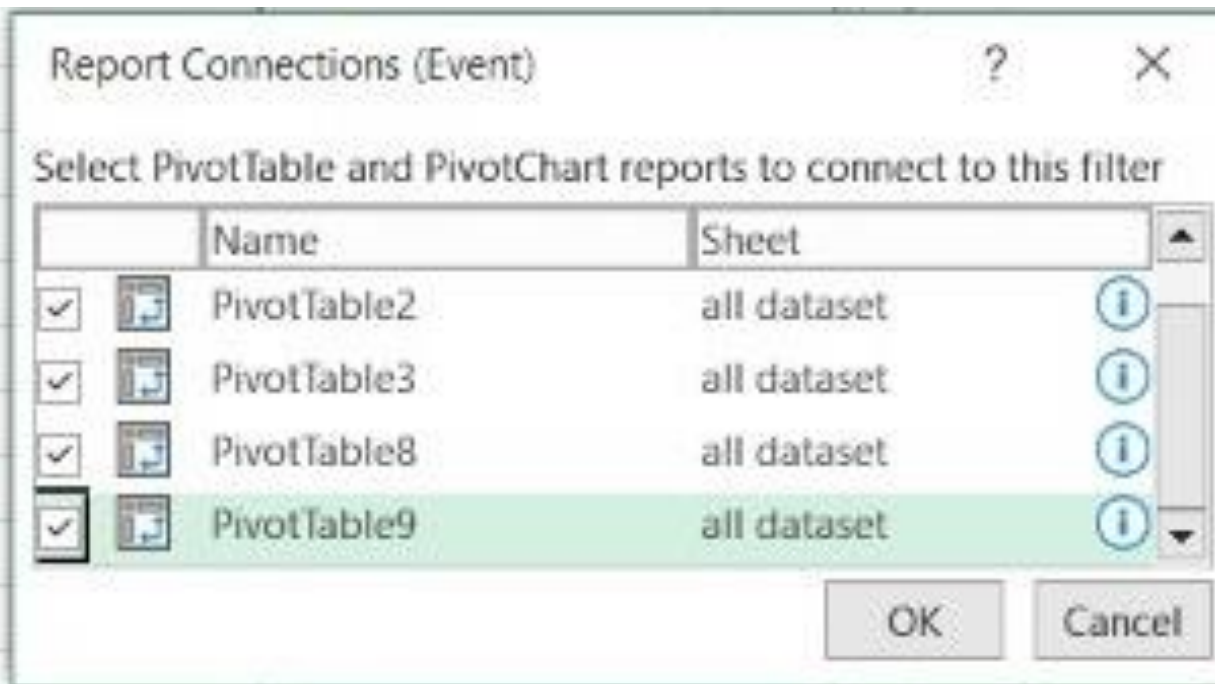 Report Connections (Event) ?
Select PivotTable and PivotChart reports to connect to this filter
Name Sheet
PivotTable2 all dataset i
PivotTable3 all dataset i
PivotTable8 all dataset i
PivotTable9 all dataset i
OK Cancel